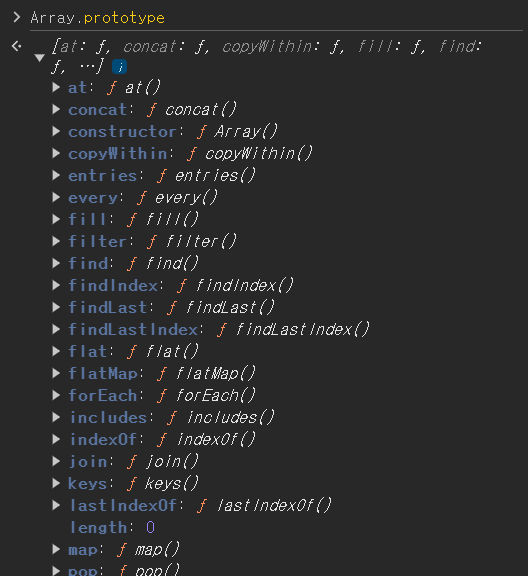 > Array.prototype
[at: ƒ, concat: ƒ, copyWithin: ƒ, fill: ƒ, find:
ƒ, …] i
at: ƒ at()
concat: ƒ concat()
constructor: ƒ Array()
copyWithin: ƒ copyWithin()
entries: ƒ entries()
every: ƒ every()
fill: ƒ fill()
filter: ƒ filter()
find: ƒ find()
findIndex: ƒ findIndex()
findLast: ƒ findLast()
findLastIndex: ƒ findLastIndex()
flat: ƒ flat()
flatMap: ƒ flatMap()
forEach: ƒ forEach()
includes: ƒ includes()
indexOf: ƒ indexOf()
join: ƒ join()
keys: ƒ keys()
lastIndexOf: ƒ lastIndexOf()
length: 0
map: ƒ map()
pop: ƒ pop()